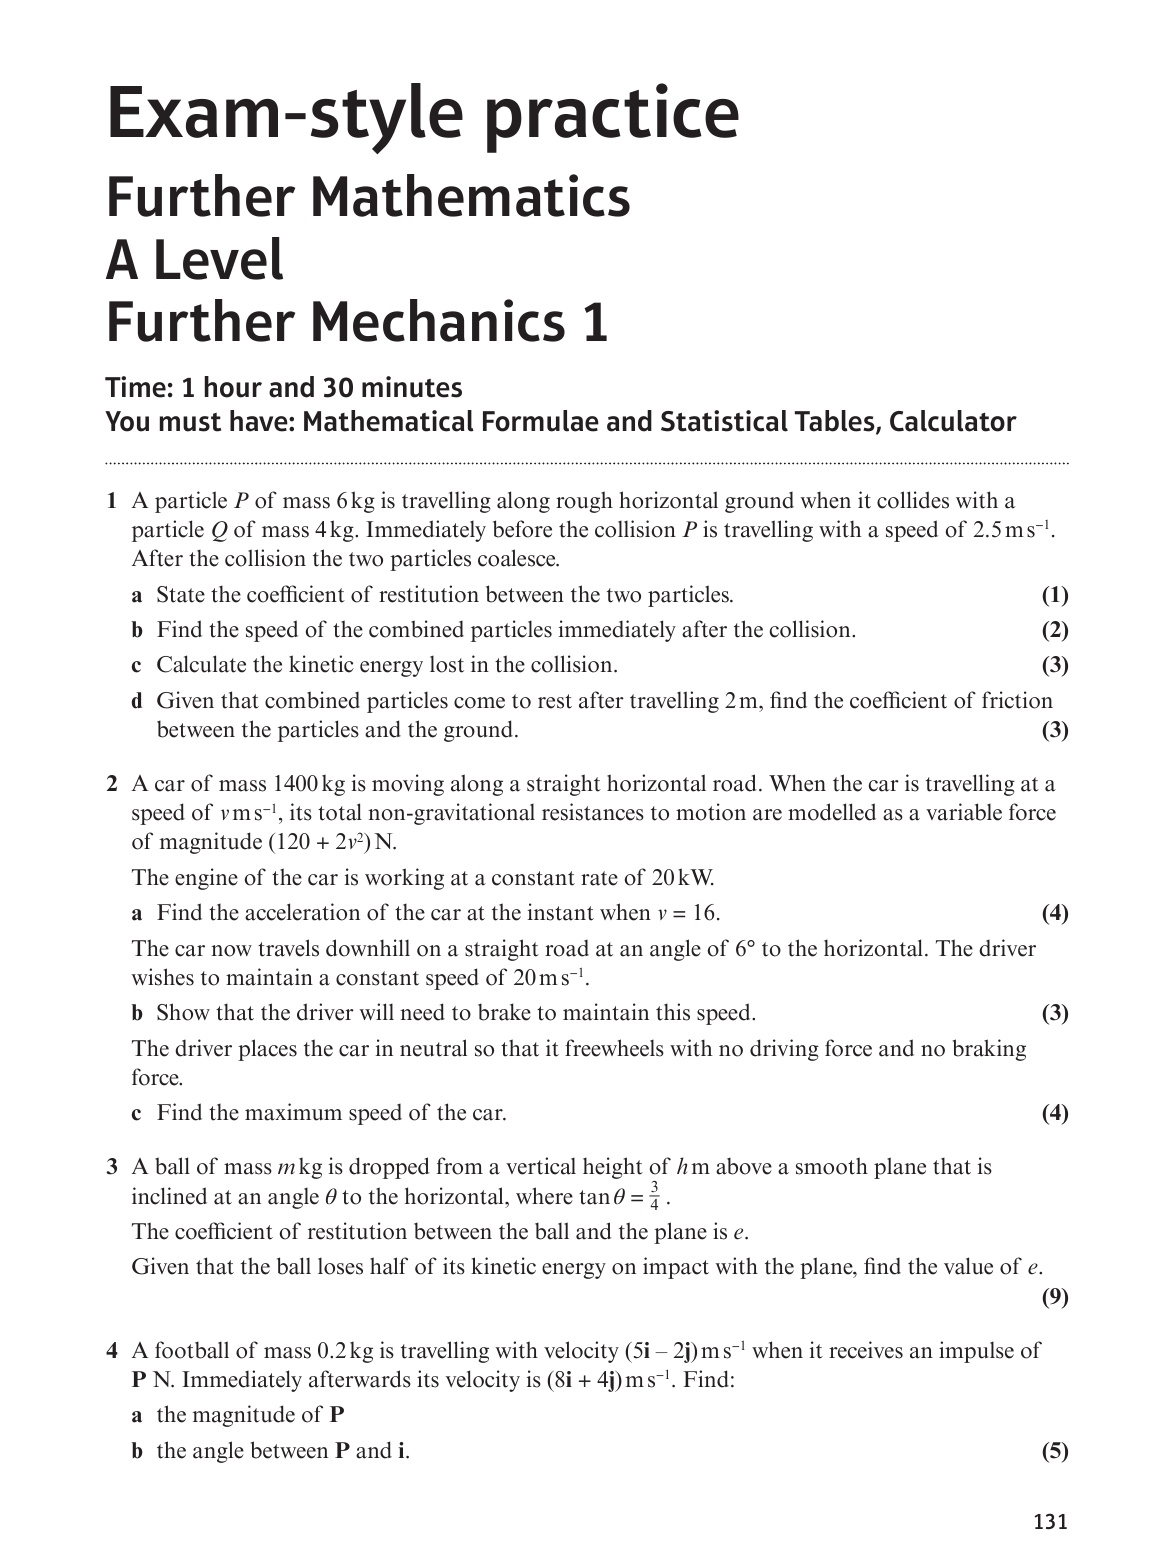 Exam-style practice
Further Mathematics
A Level
Further Mechanics 1
Time: 1 hour and 30 minutes
You must have: Mathematical Formulae and Statistical Tables, Calculator
1 A particle P of mass 6 kg is travelling along rough horizontal ground when it collides with a
particle Q of mass 4 kg. Immediately before the collision P is travelling with a speed of 2.5 m s⁻¹.
After the collision the two particles coalesce.
a State the coefficient of restitution between the two particles. (1)
b Find the speed of the combined particles immediately after the collision. (2)
c Calculate the kinetic energy lost in the collision. (3)
d Given that combined particles come to rest after travelling 2 m, find the coefficient of friction
between the particles and the ground. (3)
2 A car of mass 1400 kg is moving along a straight horizontal road. When the car is travelling at a
speed of v m s⁻¹, its total non-gravitational resistances to motion are modelled as a variable force
of magnitude (120 + 2v²) N.
The engine of the car is working at a constant rate of 20 kW.
a Find the acceleration of the car at the instant when v = 16. (4)
The car now travels downhill on a straight road at an angle of 6° to the horizontal. The driver
wishes to maintain a constant speed of 20 m s⁻¹.
b Show that the driver will need to brake to maintain this speed. (3)
The driver places the car in neutral so that it freewheels with no driving force and no braking
force.
c Find the maximum speed of the car. (4)
3 A ball of mass m kg is dropped from a vertical height of h m above a smooth plane that is
inclined at an angle θ to the horizontal, where tan θ = 3/4 .
The coefficient of restitution between the ball and the plane is e.
Given that the ball loses half of its kinetic energy on impact with the plane, find the value of e.
(9)
4 A football of mass 0.2 kg is travelling with velocity (5i – 2j) m s⁻¹ when it receives an impulse of
P N. Immediately afterwards its velocity is (8i + 4j) m s⁻¹. Find:
a the magnitude of P
b the angle between P and i. (5)
131